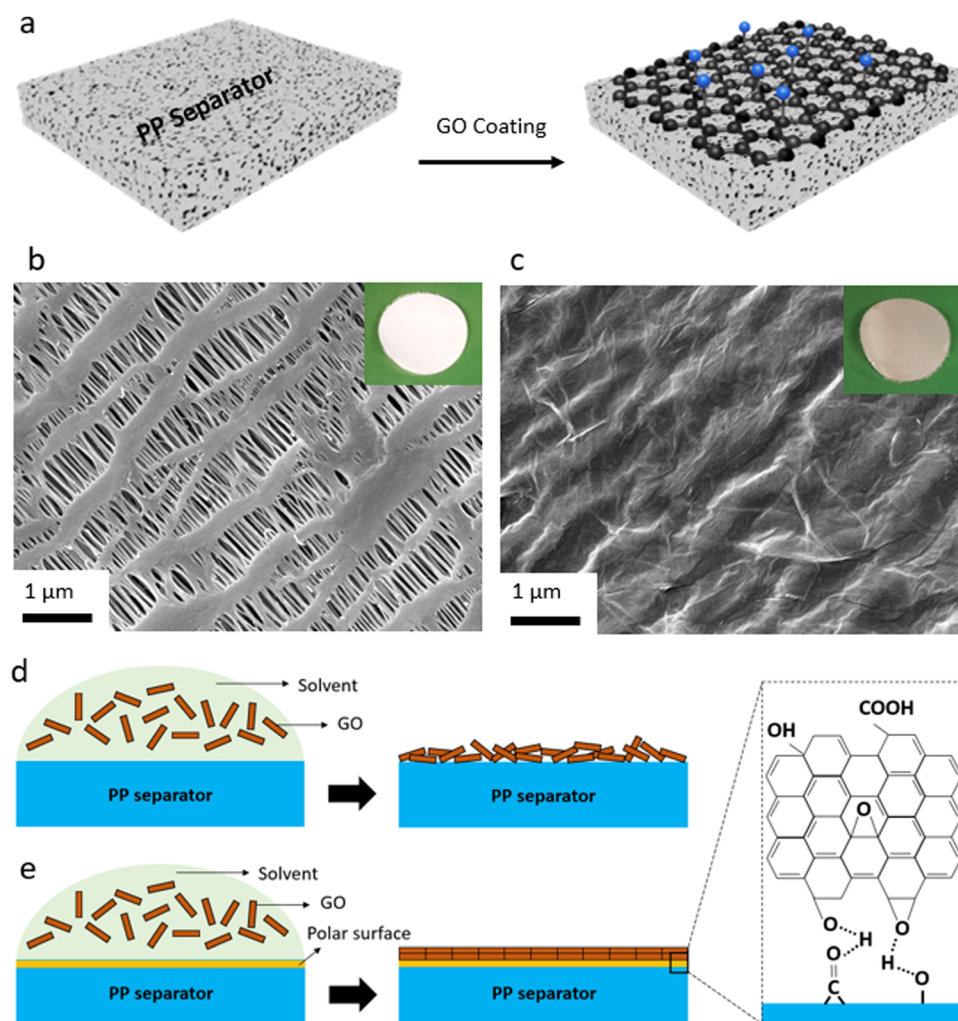 a
PP Separator
GO Coating
b
c
1 μm
1 μm
d
Solvent
GO
PP separator
PP separator
e
Solvent
GO
Polar surface
PP separator
PP separator
COOH
OH
O
O
H
O
O
H
O
C